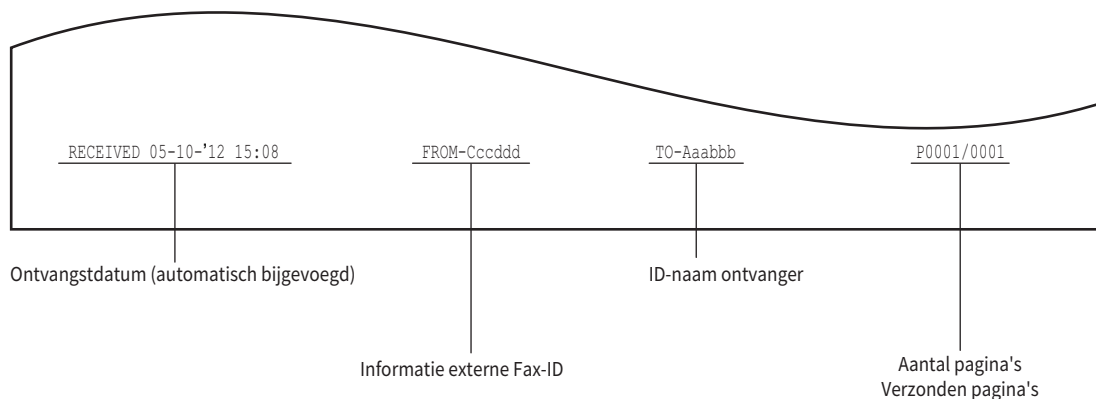 RECEIVED 05-10-'12 15:08 FROM-Cccddd TO-Aaabbb P0001/0001
Ontvangstdatum (automatisch bijgevoegd) ID-naam ontvanger
Informatie externe Fax-ID
Aantal pagina's
Verzonden pagina's